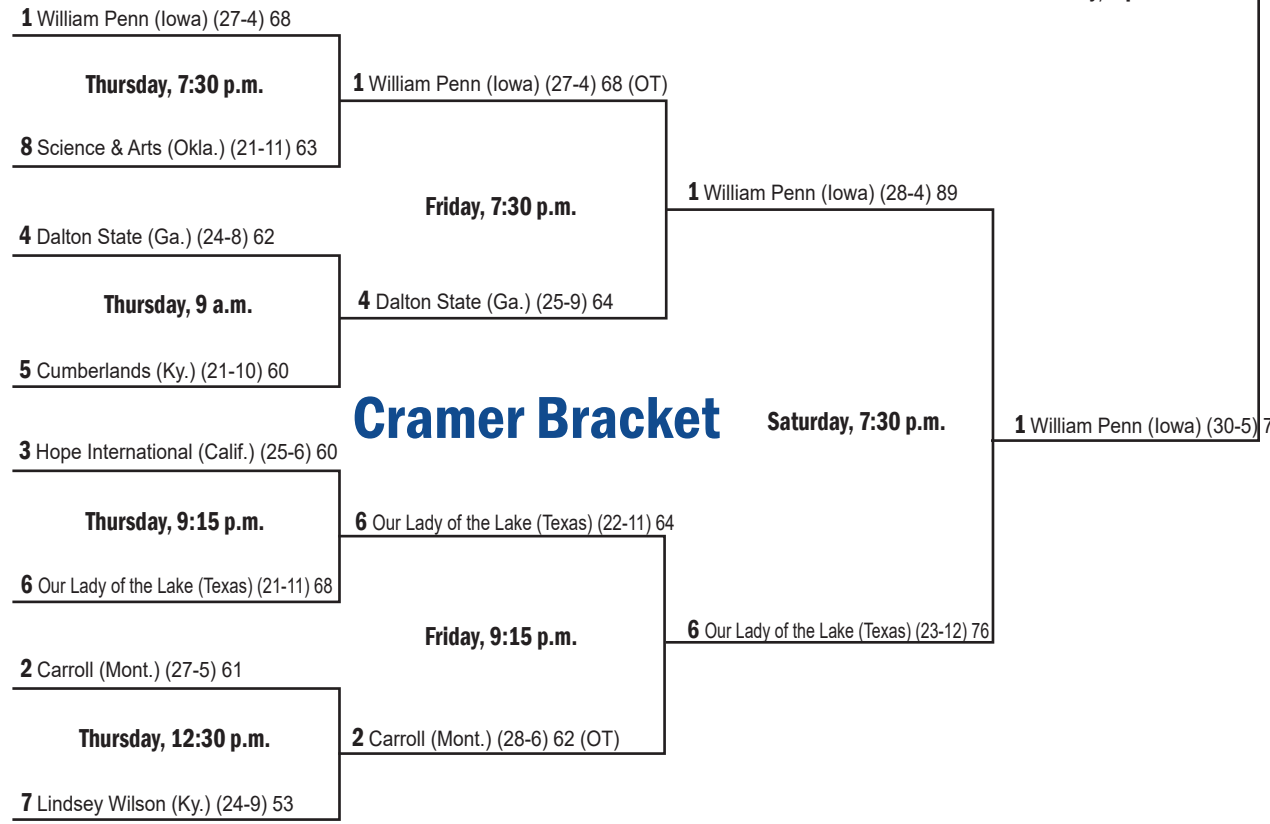 1 William Penn (Iowa) (27-4) 68
Thursday, 7:30 p.m.
8 Science & Arts (Okla.) (21-11) 63
4 Dalton State (Ga.) (24-8) 62
Thursday, 9 a.m.
5 Cumberlands (Ky.) (21-10) 60
3 Hope International (Calif.) (25-6) 60
Thursday, 9:15 p.m.
6 Our Lady of the Lake (Texas) (21-11) 68
2 Carroll (Mont.) (27-5) 61
Thursday, 12:30 p.m.
7 Lindsey Wilson (Ky.) (24-9) 53
1 William Penn (Iowa) (27-4) 68 (OT)
Friday, 7:30 p.m.
4 Dalton State (Ga.) (25-9) 64
Cramer Bracket
6 Our Lady of the Lake (Texas) (22-11) 64
Friday, 9:15 p.m.
2 Carroll (Mont.) (28-6) 62 (OT)
1 William Penn (Iowa) (28-4) 89
Saturday, 7:30 p.m.
6 Our Lady of the Lake (Texas) (23-12) 76
1 William Penn (Iowa) (30-5)